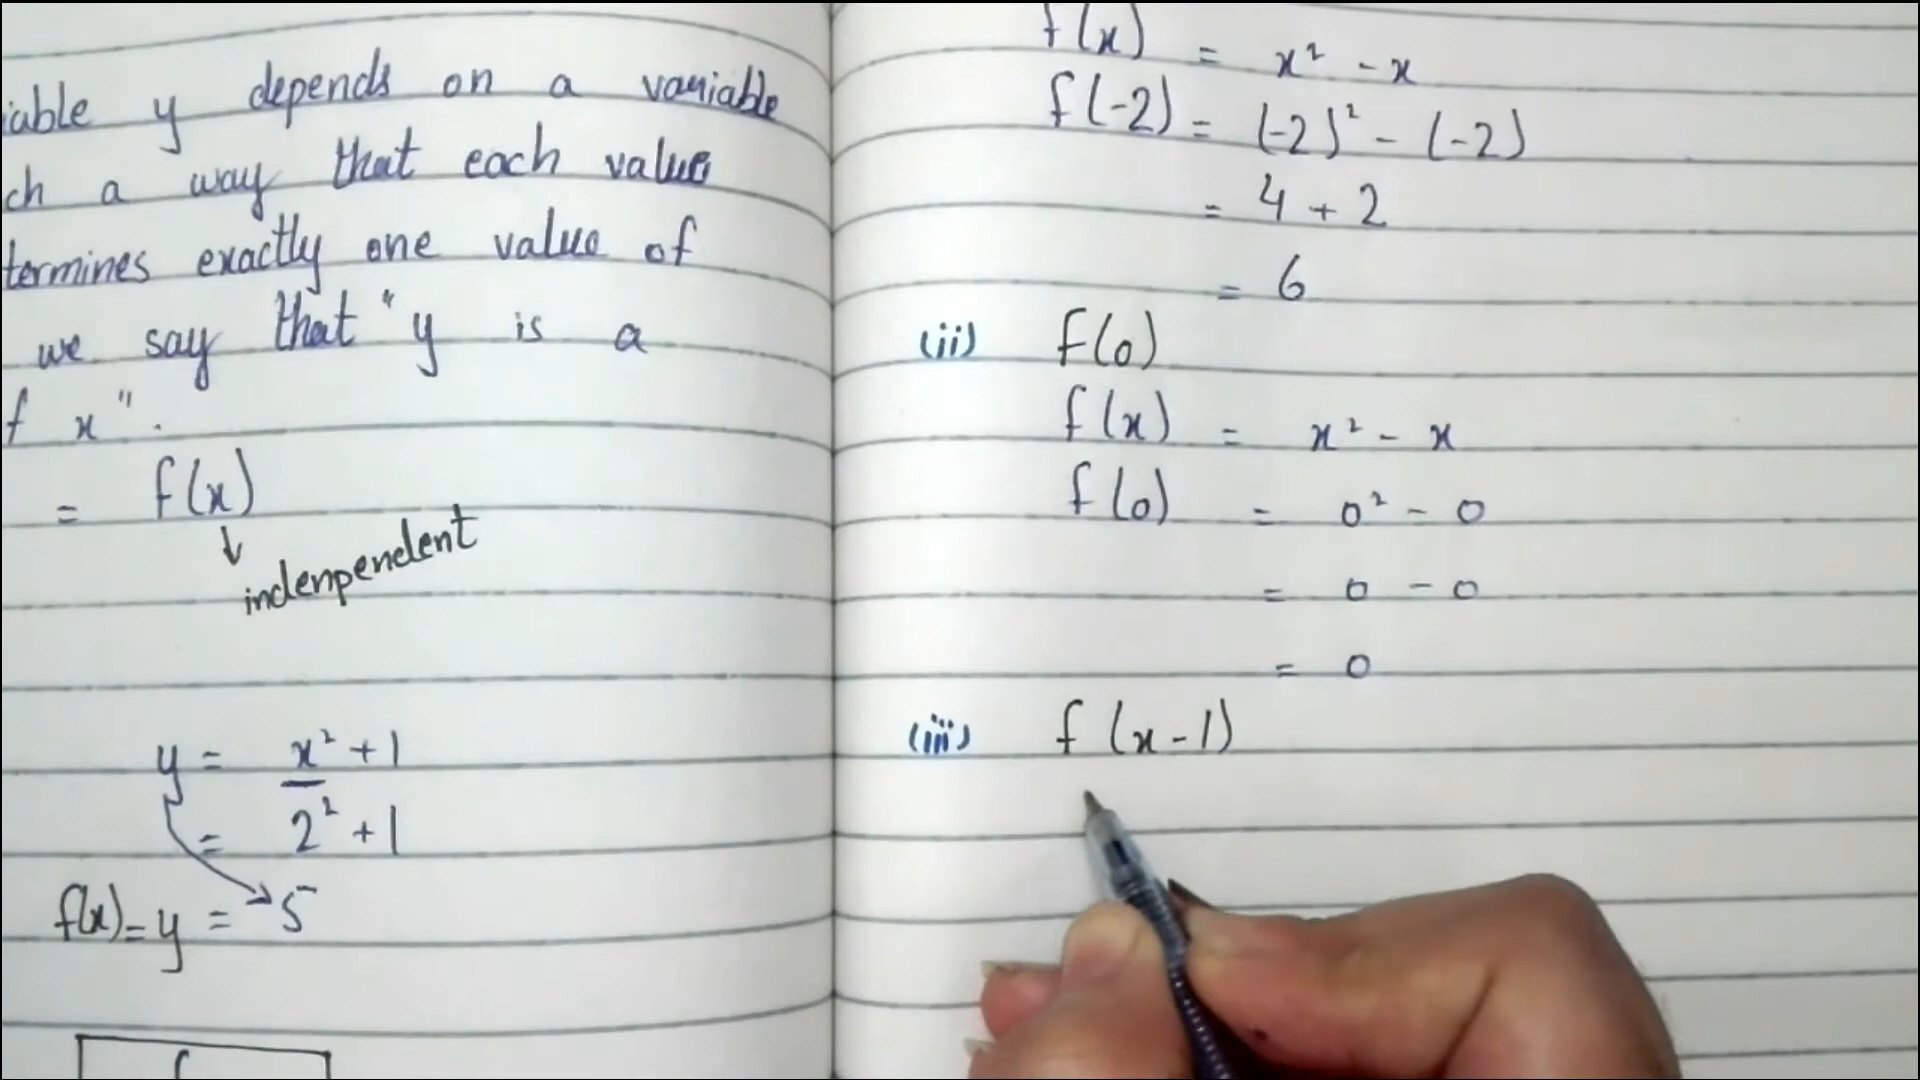 iable y depends on a variable
ch a way that each value
termines exactly one value of
we say that "y is a
f x".
= f(x)
↓
indenpendent
y = x² + 1
= 2² + 1
f(x) = y = 5
f
f(x) = x² - x
f(-2) = (-2)² - (-2)
= 4 + 2
= 6
(ii) f(0)
f(x) = x² - x
f(0) = 0² - 0
= 0 - 0
= 0
(iii) f(x-1)